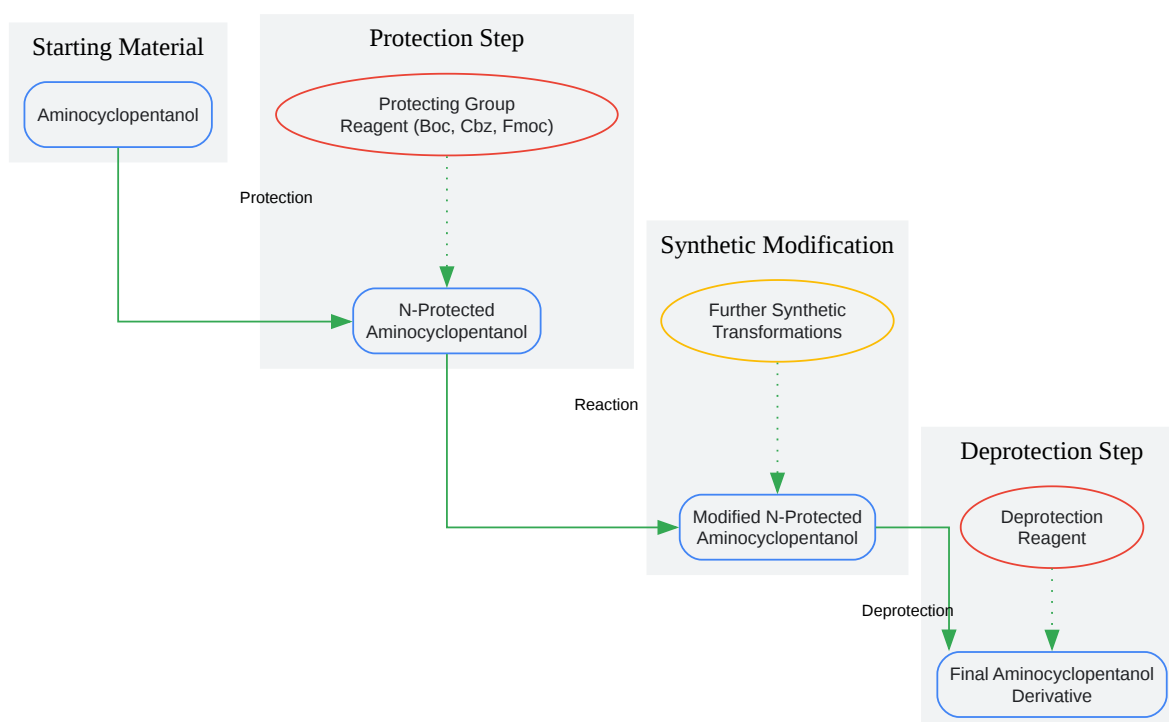 Starting Material
Aminocyclopentanol
Protection Step
Protecting Group
Reagent (Boc, Cbz, Fmoc)
Protection
N-Protected
Aminocyclopentanol
Synthetic Modification
Further Synthetic
Transformations
Reaction
Modified N-Protected
Aminocyclopentanol
Deprotection Step
Deprotection
Reagent
Deprotection
Final Aminocyclopentanol
Derivative